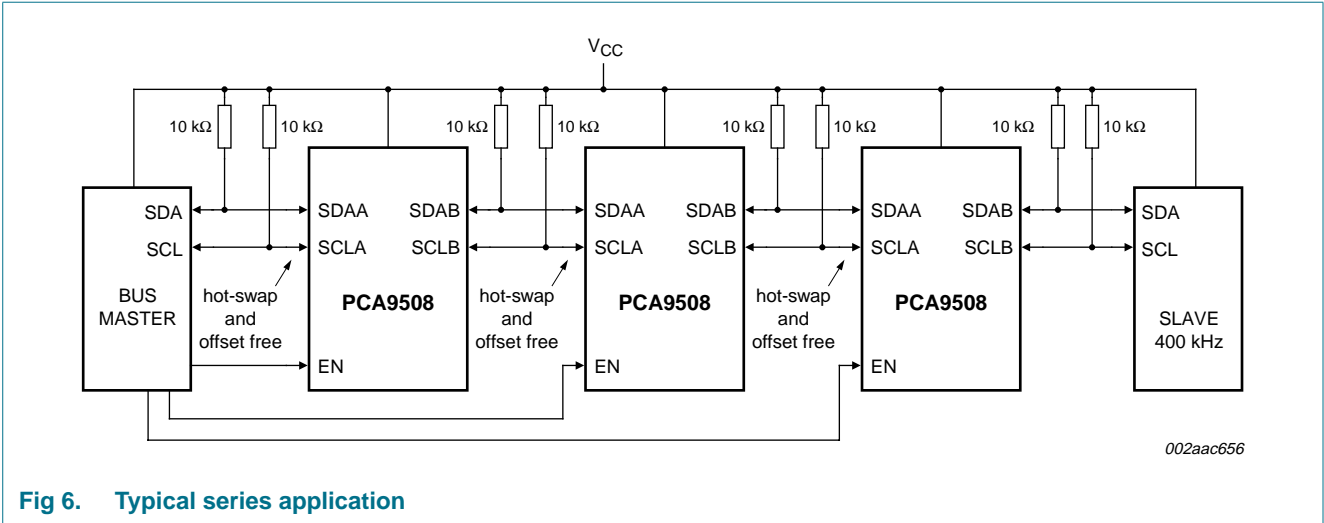 VCC
10 kΩ
10 kΩ
10 kΩ
10 kΩ
10 kΩ
10 kΩ
10 kΩ
10 kΩ
SDA
SCL
BUS
MASTER
SDAA
SDAB
SCLA
SCLB
PCA9508
EN
hot-swap
and
offset free
SDAA
SDAB
SCLA
SCLB
PCA9508
EN
hot-swap
and
offset free
SDAA
SDAB
SCLA
SCLB
PCA9508
EN
hot-swap
and
offset free
SDA
SCL
SLAVE
400 kHz
002aac656
Fig 6. Typical series application